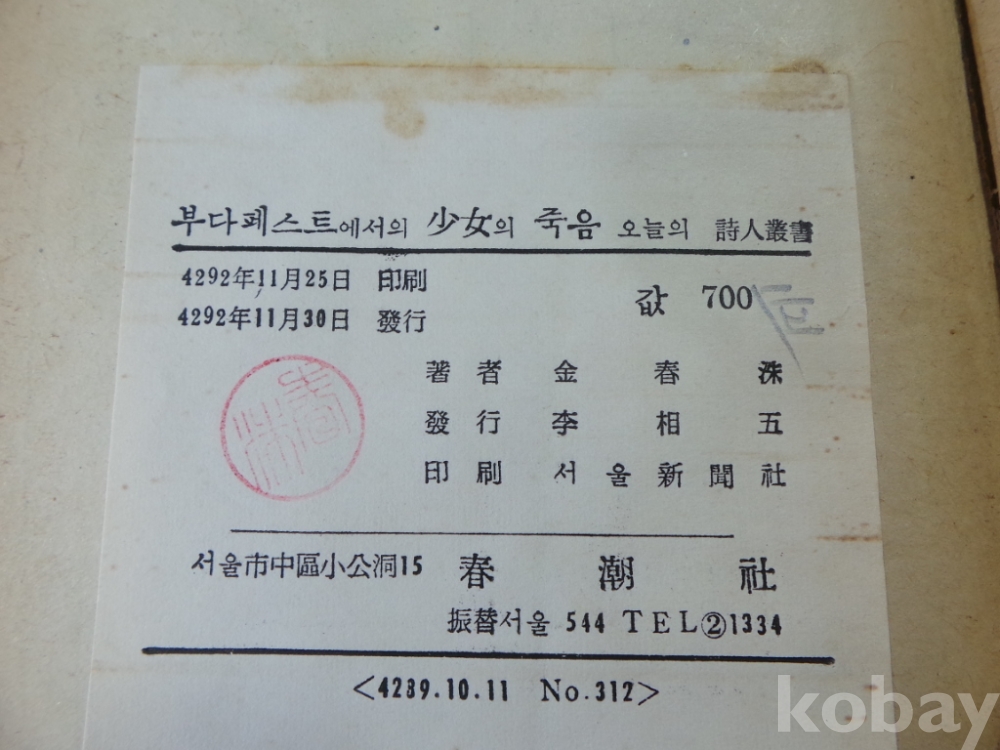 부다페스트에서의 少女의 죽음 오늘의 詩人叢書
4292年11月25日 印刷
4292年11月30日 發行
값 700
著者 金春洙
發行 李相五
印刷 서울新聞社
서울市中區小公洞15 春潮社
振替서울 544 TEL②1334
<4289.10.11 No.312>
kobay